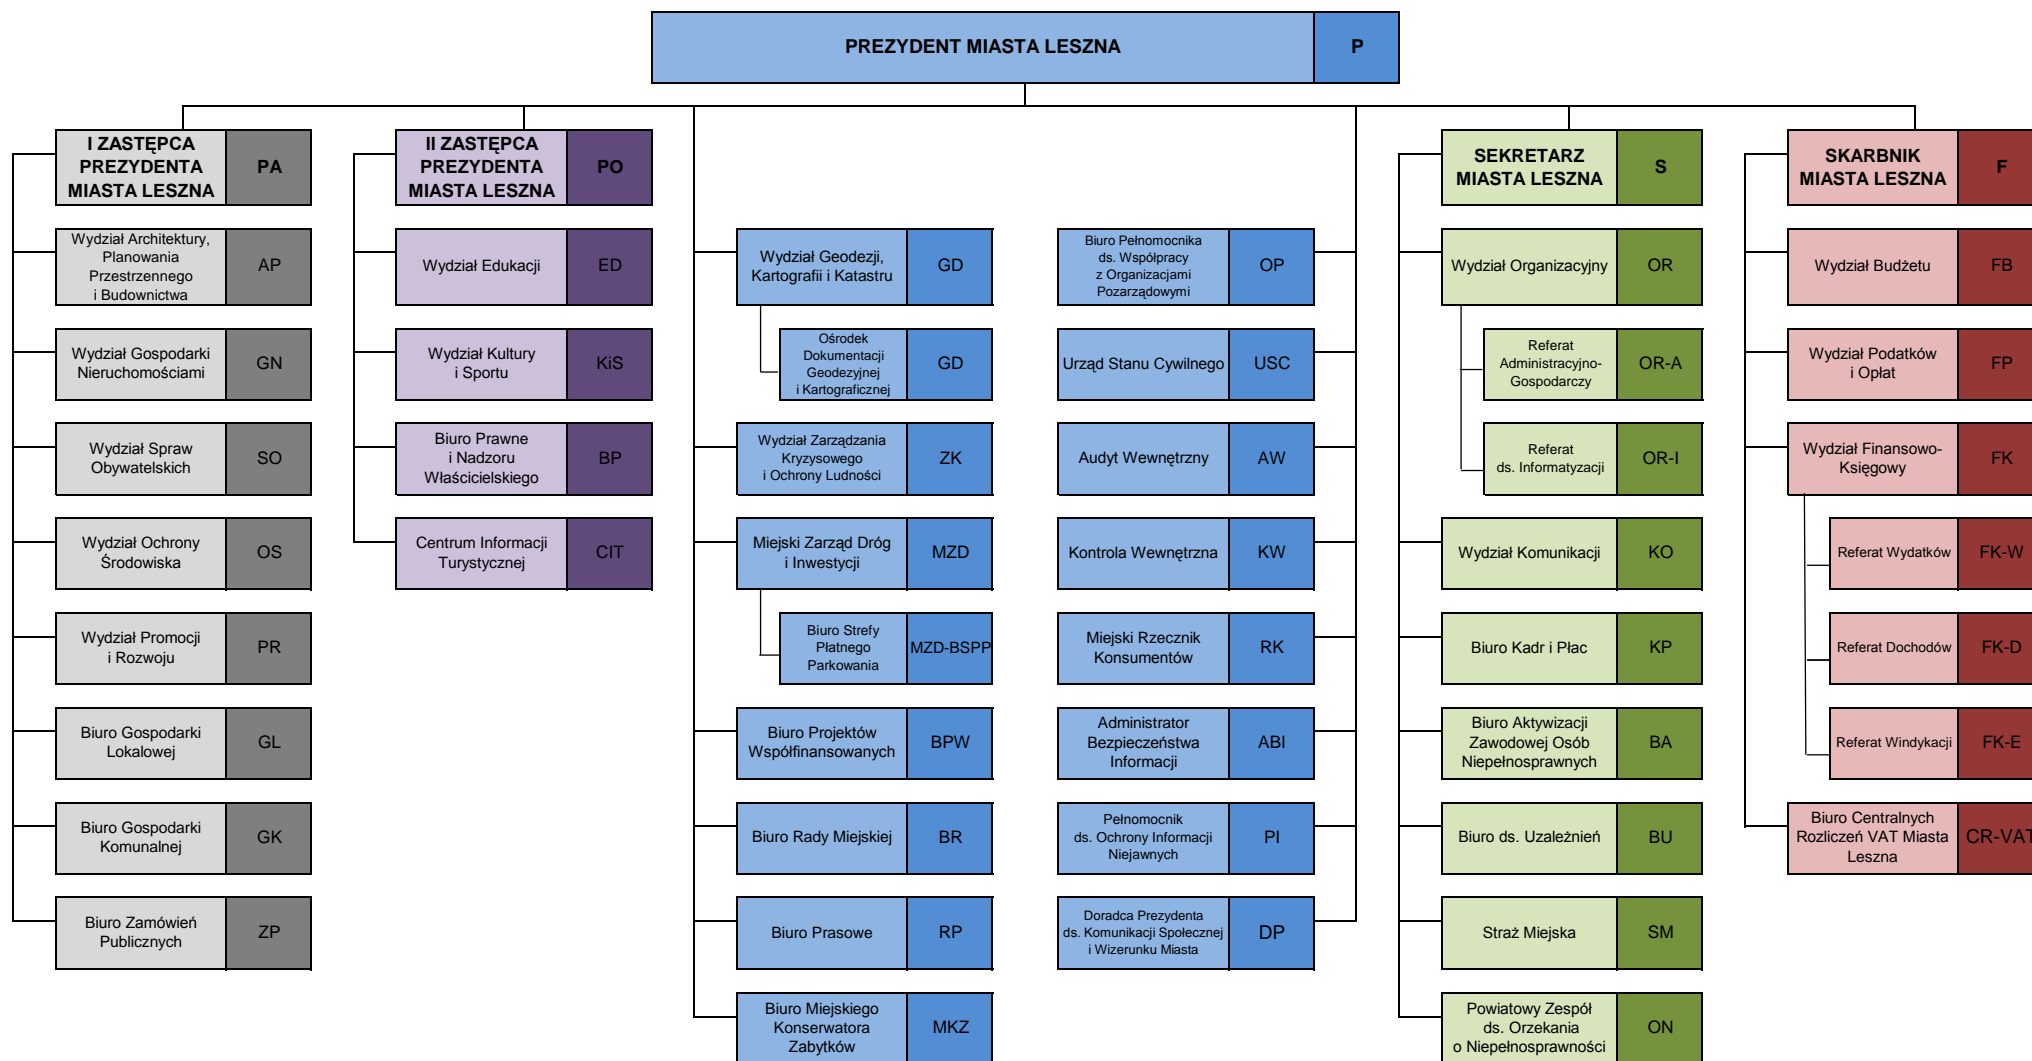 PREZYDENT MIASTA LESZNA
P
I ZASTĘPCA
PREZYDENTA
MIASTA LESZNA
PA
Wydział Architektury,
Planowania
Przestrzennego
i Budownictwa
AP
Wydział Gospodarki
Nieruchomościami
GN
Wydział Spraw
Obywatelskich
SO
Wydział Ochrony
Środowiska
OS
Wydział Promocji
i Rozwoju
PR
Biuro Gospodarki
Lokalowej
GL
Biuro Gospodarki
Komunalnej
GK
Biuro Zamówień
Publicznych
ZP
II ZASTĘPCA
PREZYDENTA
MIASTA LESZNA
PO
Wydział Edukacji
ED
Wydział Kultury
i Sportu
KiS
Biuro Prawne
i Nadzoru
Właścicielskiego
BP
Centrum Informacji
Turystycznej
CIT
Wydział Geodezji,
Kartografii i Katastru
GD
Ośrodek
Dokumentacji
Geodezyjnej
i Kartograficznej
GD
Wydział Zarządzania
Kryzysowego
i Ochrony Ludności
ZK
Miejski Zarząd Dróg
i Inwestycji
MZD
Biuro Strefy
Płatnego
Parkowania
MZD-BSPP
Biuro Projektów
Współfinansowanych
BPW
Biuro Rady Miejskiej
BR
Biuro Prasowe
RP
Biuro Miejskiego
Konserwatora
Zabytków
MKZ
Biuro Pełnomocnika
ds. Współpracy
z Organizacjami
Pozarządowymi
OP
Urząd Stanu Cywilnego
USC
Audyt Wewnętrzny
AW
Kontrola Wewnętrzna
KW
Miejski Rzecznik
Konsumentów
RK
Administrator
Bezpieczeństwa
Informacji
ABI
Pełnomocnik
ds. Ochrony Informacji
Niejawnych
PI
Doradca Prezydenta
ds. Komunikacji Społecznej
i Wizerunku Miasta
DP
SEKRETARZ
MIASTA LESZNA
S
Wydział Organizacyjny
OR
Referat
Administracyjno-
Gospodarczy
OR-A
Referat
ds. Informatyzacji
OR-I
Wydział Komunikacji
KO
Biuro Kadr i Płac
KP
Biuro Aktywizacji
Zawodowej Osób
Niepełnosprawnych
BA
Biuro ds. Uzależnień
BU
Straż Miejska
SM
Powiatowy Zespół
ds. Orzekania
o Niepełnosprawności
ON
SKARBNIK
MIASTA LESZNA
F
Wydział Budżetu
FB
Wydział Podatków
i Opłat
FP
Wydział Finansowo-
Księgowy
FK
Referat Wydatków
FK-W
Referat Dochodów
FK-D
Referat Windykacji
FK-E
Biuro Centralnych
Rozliczeń VAT Miasta
Leszna
CR-VAT